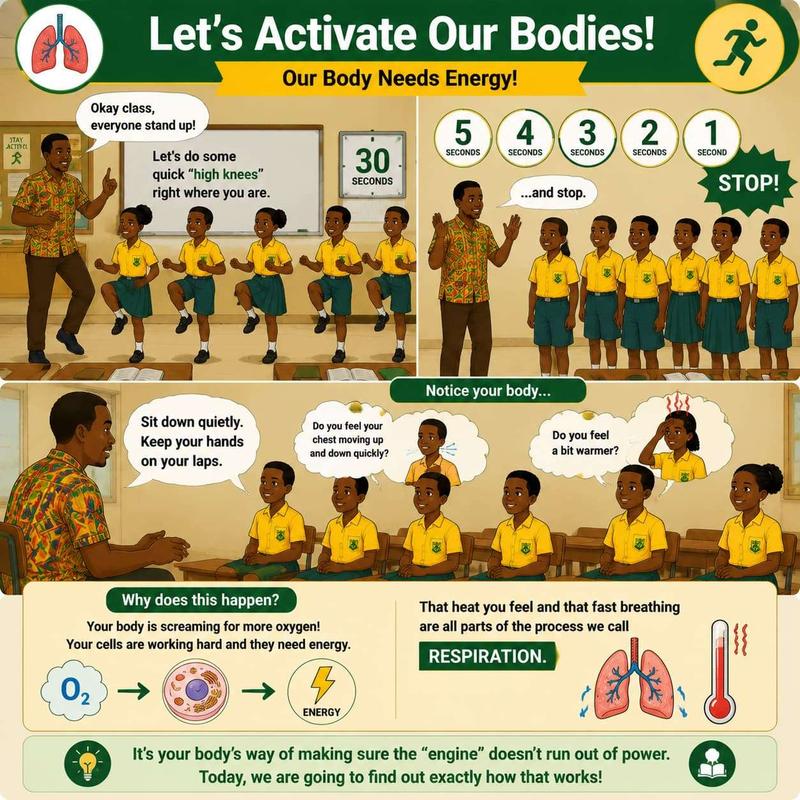 Let's Activate Our Bodies!
Our Body Needs Energy!
Okay class,
everyone stand up!
STAY
ACTIVE!
Let's do some
quick “high knees”
right where you are.
30
SECONDS
5
SECONDS
4
SECONDS
3
SECONDS
2
SECONDS
1
SECOND
STOP!
...and stop.
Notice your body...
Sit down quietly.
Keep your hands
on your laps.
Do you feel your
chest moving up
and down quickly?
Do you feel
a bit warmer?
Why does this happen?
Your body is screaming for more oxygen!
Your cells are working hard and they need energy.
O₂
ENERGY
That heat you feel and that fast breathing
are all parts of the process we call
RESPIRATION.
It's your body's way of making sure the “engine” doesn't run out of power.
Today, we are going to find out exactly how that works!